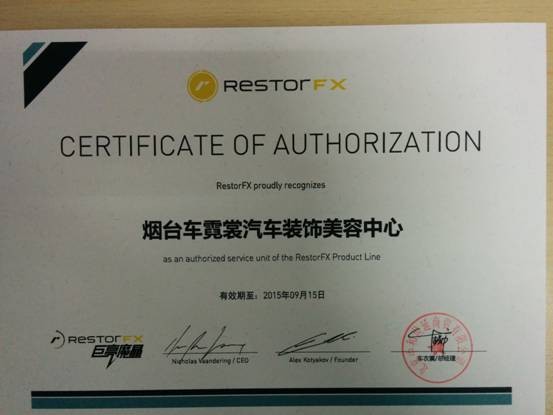 RESTORFX
CERTIFICATE OF AUTHORIZATION
RestorFX proudly recognizes
烟台车霓裳汽车装饰美容中心
as an authorized service unit of the RestorFX Product Line
有效期至：2015年09月15日
RESTORFX
Nicholas Vaandering / CEO
Alex Kotyakov / Founder